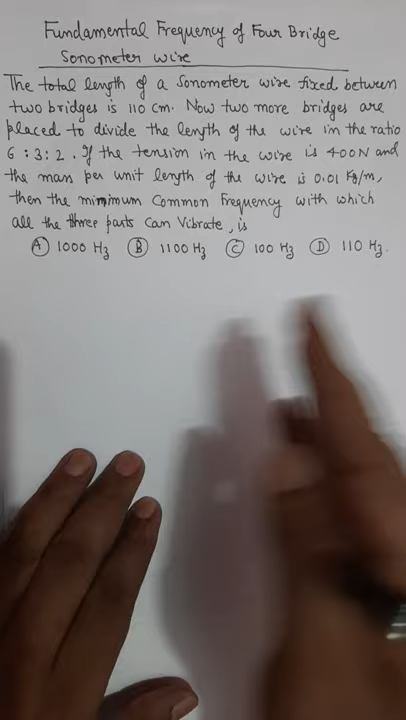 Fundamental Frequency of Four Bridge
Sonometer wire
The total length of a Sonometer wire fixed between
two bridges is 110 cm. Now two more bridges are
placed to divide the length of the wire in the ratio
6 : 3 : 2. If the tension in the wire is 400N and
the mass per unit length of the wire is 0.01 Kg/m,
then the minimum Common Frequency with which
all the three parts Can Vibrate, is
(A) 1000 Hz (B) 1100 Hz (C) 100 Hz (D) 110 Hz.